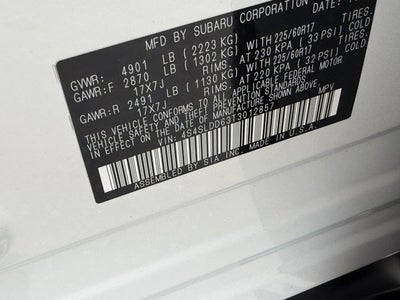 MFD BY SUBARU CORPORATION DATE:
GVWR: 4901 LB (2223 KG)
GAWR:F 2870 LB (1302 KG) WITH 225/60R17 TIRES,
17X7J RIMS, AT 230 KPA (33 PSI) COLD
GAWR:R 2491 LB (1130 KG) WITH 225/60R17 TIRES,
17X7J RIMS, AT 220 KPA (32 PSI) COLD
THIS VEHICLE CONFORMS TO ALL APPLICABLE FEDERAL MOTOR
VEHICLE SAFETY AND THEFT PREVENTION STANDARDS IN
EFFECT ON THE DATE OF MANUFACTURE SHOWN ABOVE.
VIN: 4S4SLDD63T3012857 MPV
ASSEMBLED BY SIA INC. MADE IN U.S.A.